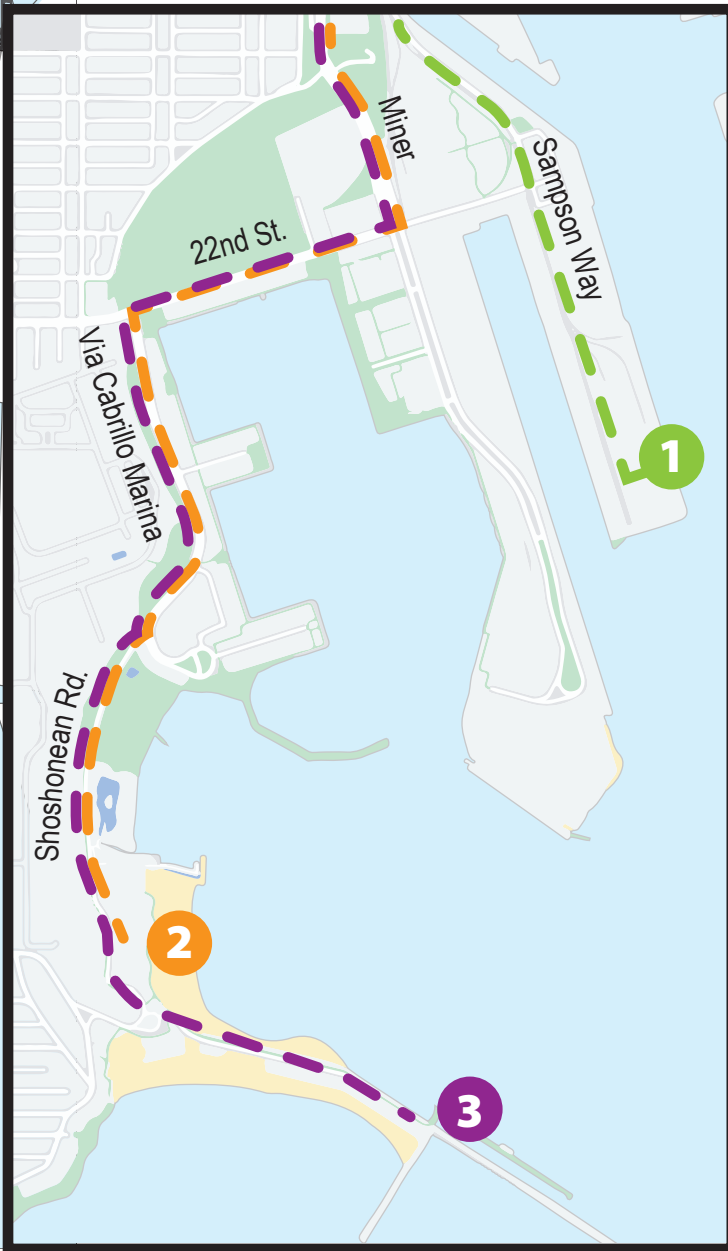 Miner
Sampson Way
22nd St.
Via Cabrillo Marina
1
Shoshonean Rd.
2
3